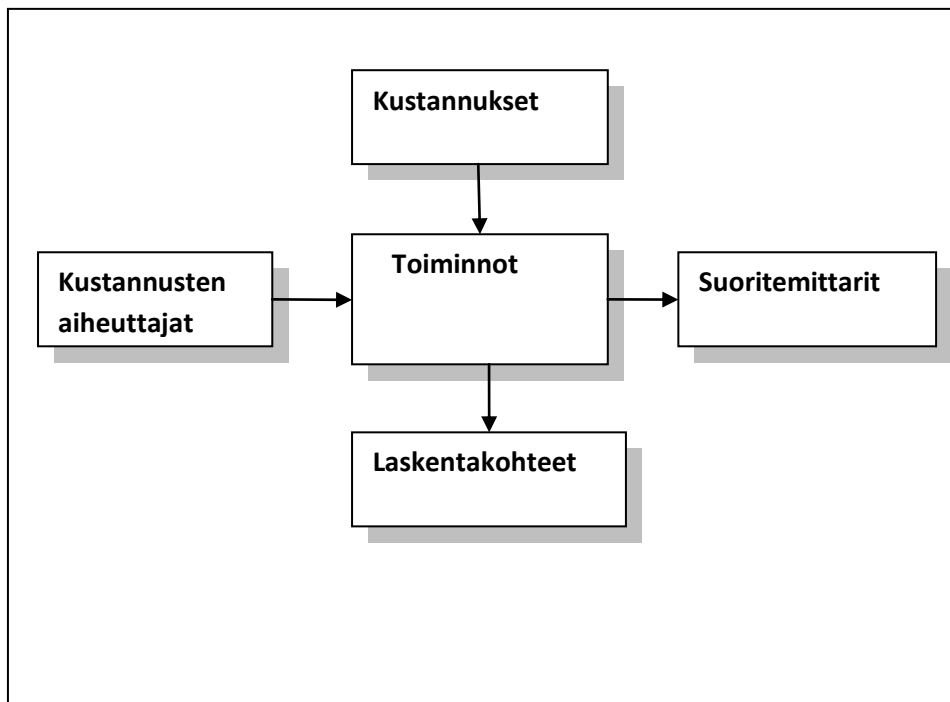 Kustannukset
Toiminnot
Kustannusten
aiheuttajat
Suoritemittarit
Laskentakohteet